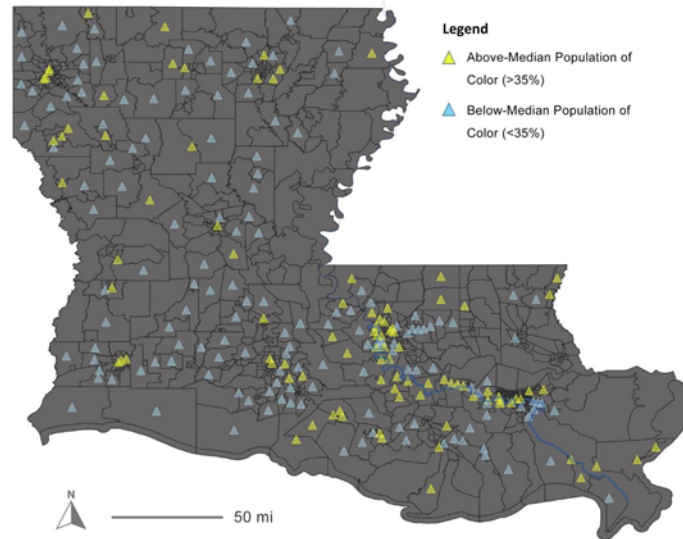 Legend
Above-Median Population of
Color (>35%)
Below-Median Population of
Color (<35%)
N
50 mi